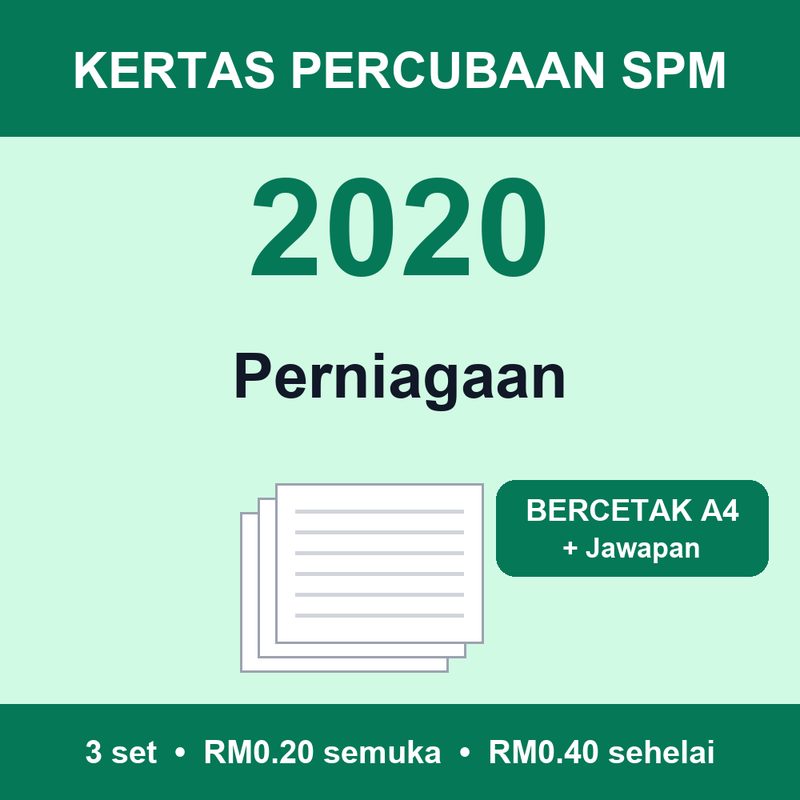 KERTAS PERCUBAAN SPM
2020
Perniagaan
BERCETAK A4
+ Jawapan
3 set • RM0.20 semuka • RM0.40 sehelai